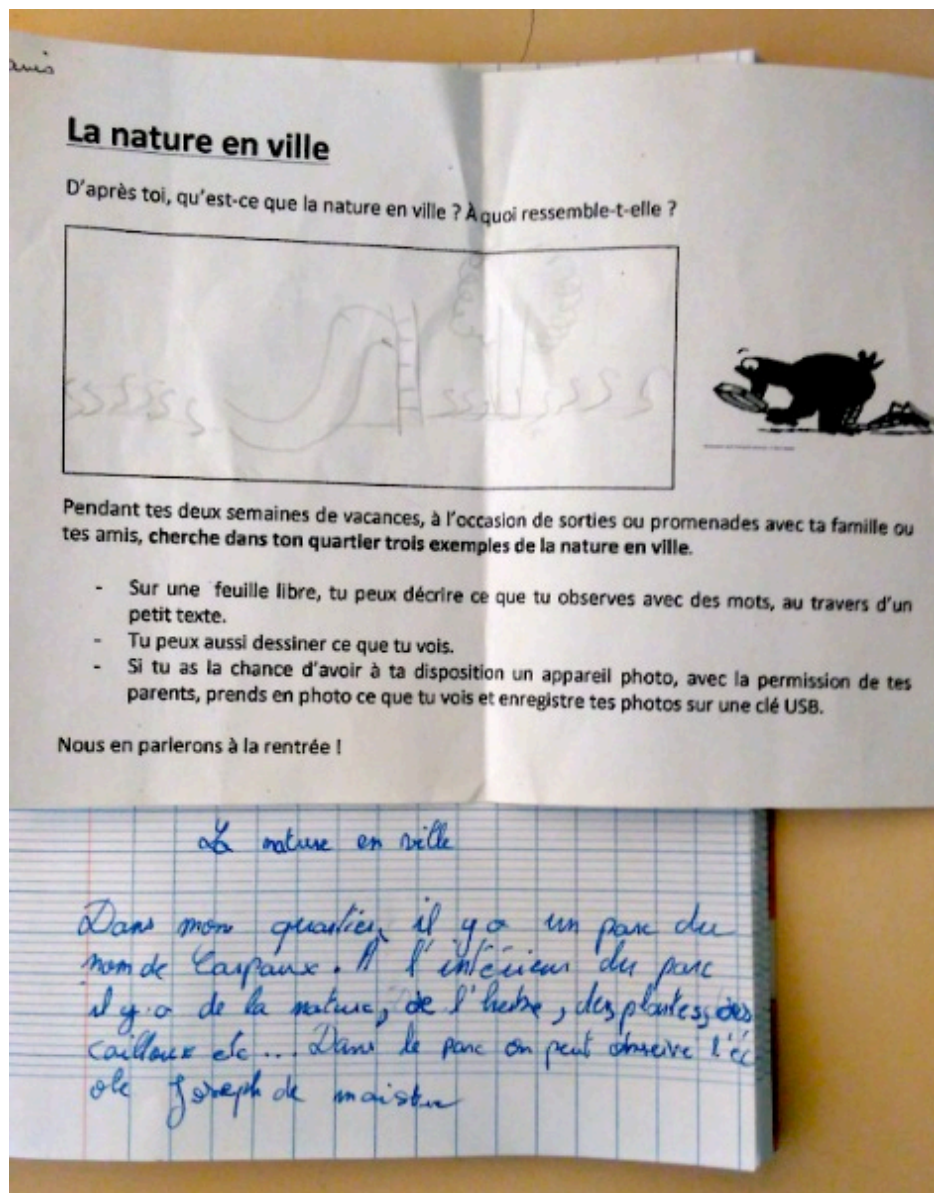 La nature en ville
D'après toi, qu'est-ce que la nature en ville ? À quoi ressemble-t-elle ?
Pendant tes deux semaines de vacances, à l'occasion de sorties ou promenades avec ta famille ou
tes amis, cherche dans ton quartier trois exemples de la nature en ville.
- Sur une feuille libre, tu peux décrire ce que tu observes avec des mots, au travers d'un
petit texte.
- Tu peux aussi dessiner ce que tu vois.
- Si tu as la chance d'avoir à ta disposition un appareil photo, avec la permission de tes
parents, prends en photo ce que tu vois et enregistre tes photos sur une clé USB.
Nous en parlerons à la rentrée !
La nature en ville
Dans mon quartier, il y a un parc du
nom de Carpaux. A l'intérieur du parc
il y a de la nature, de l'herbe, des plantes, des
cailloux etc... Dans le parc on peut observe l'éc
ole Joseph de maistre